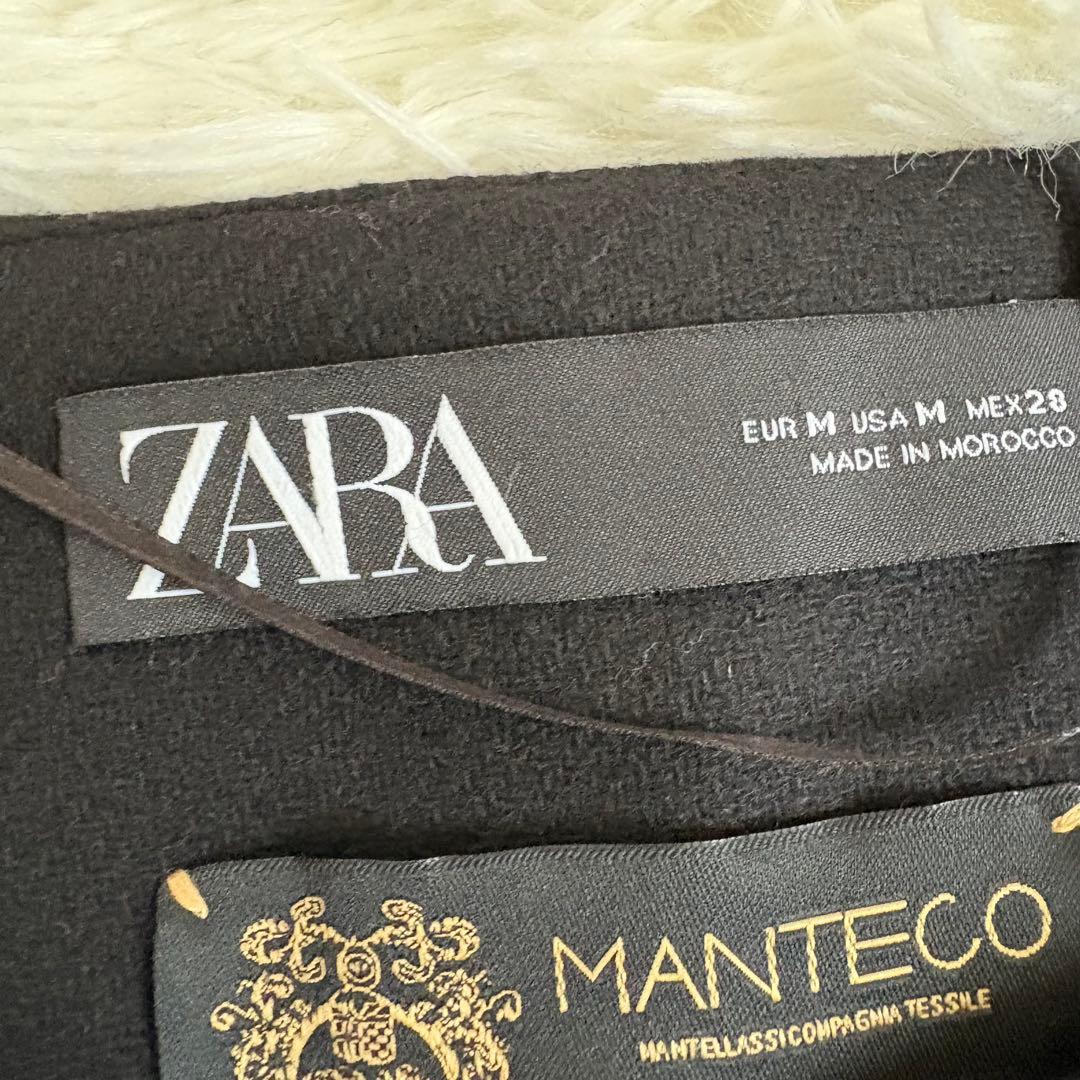 ZARA
EUR M USA M MEX 28
MADE IN MOROCCO
MANTECO
MANTELLASSI COMPAGNIA TESSILE